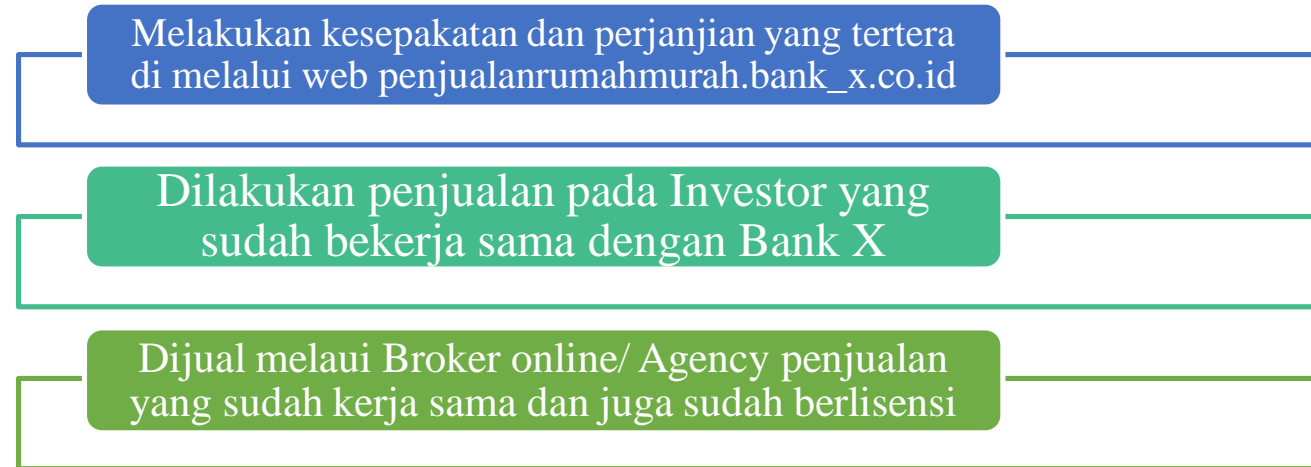 Melakukan kesepakatan dan perjanjian yang tertera
di melalui web penjualanrumahmurah.bank_x.co.id
Dilakukan penjualan pada Investor yang
sudah bekerja sama dengan Bank X
Dijual melaui Broker online/ Agency penjualan
yang sudah kerja sama dan juga sudah berlisensi